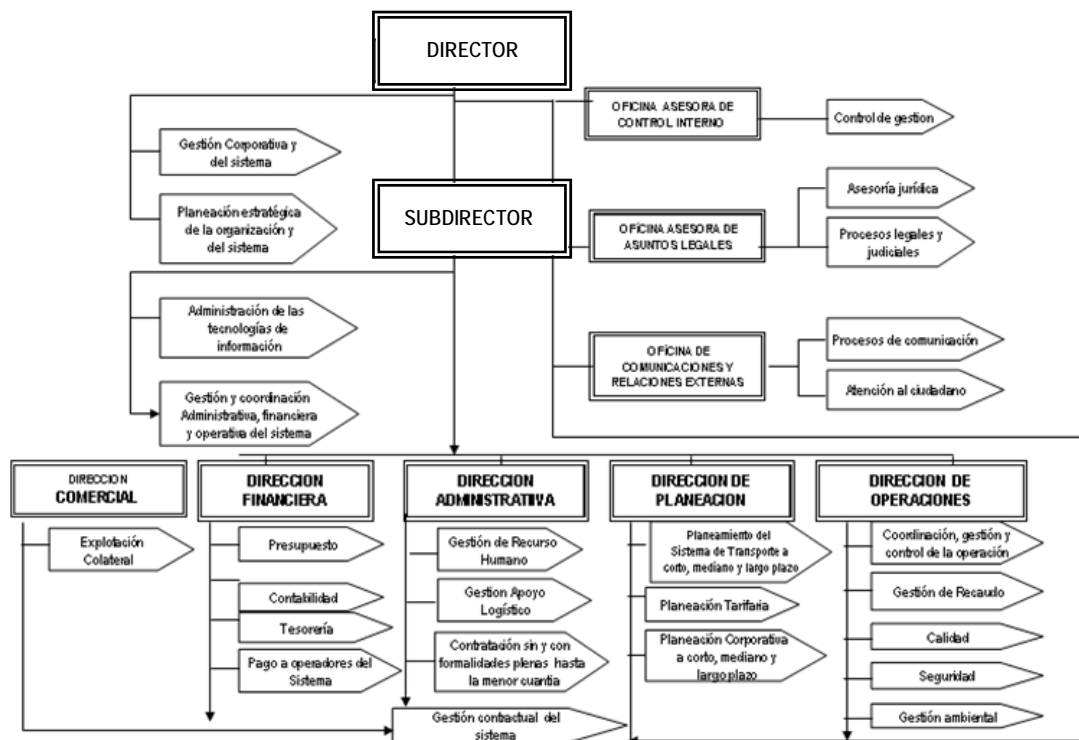 DIRECTOR
OFICINA ASESORA DE
CONTROL INTERNO
Control de gestion
Gestión Corporativa y
del sistema
Planeación estratégica
de la organización y
del sistema
SUBDIRECTOR
OFICINA ASESORA DE
ASUNTOS LEGALES
Asesoría jurídica
Procesos legales y
judiciales
Administración de las
tecnologías de
información
Gestión y coordinación
Administrativa, financiera
y operativa del sistema
OFICINA DE
COMUNICACIONES Y
RELACIONES EXTERNAS
Procesos de comunicación
Atención al ciudadano
DIRECCION
COMERCIAL
Explotación
Colateral
DIRECCION
FINANCIERA
Presupuesto
Contabilidad
Tesorería
Pago a operadores del
Sistema
DIRECCION
ADMINISTRATIVA
Gestión de Recurso
Humano
Gestion Apoyo
Logístico
Contratación sin y con
formalidades plenas hasta
la menor cuantia
Gestión contractual del
sistema
DIRECCION DE
PLANEACION
Planeamiento del
Sistema de Transporte a
corto, mediano y largo plazo
Planeación Tarifaria
Planeación Corporativa
a corto, mediano y
largo plazo
DIRECCION DE
OPERACIONES
Coordinación, gestión y
control de la operación
Gestión de Recaudo
Calidad
Seguridad
Gestión ambiental